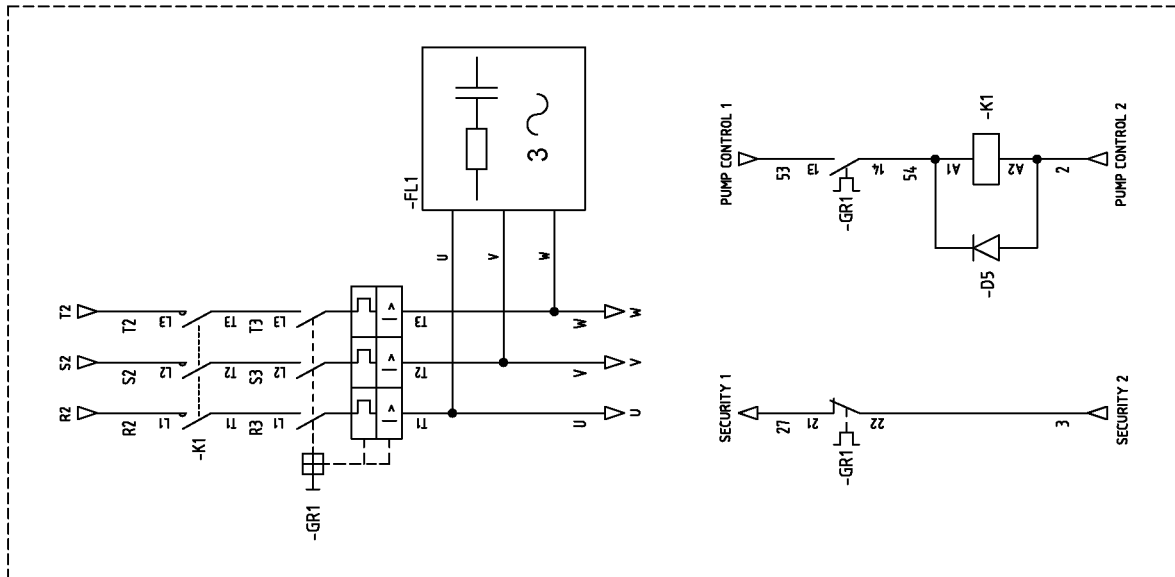 -FL1
3
U
V
W
T2
T2
L3
T3
T3
L3
T3
W
W
S2
S2
L2
T2
S3
L2
T2
V
V
R2
R2
L1
T1
R3
L1
T1
U
U
-K1
-GR1
PUMP CONTROL 1
53
13
14
-GR1
54
A1
-K1
A2
2
PUMP CONTROL 2
-D5
SECURITY 1
27
21
22
-GR1
3
SECURITY 2